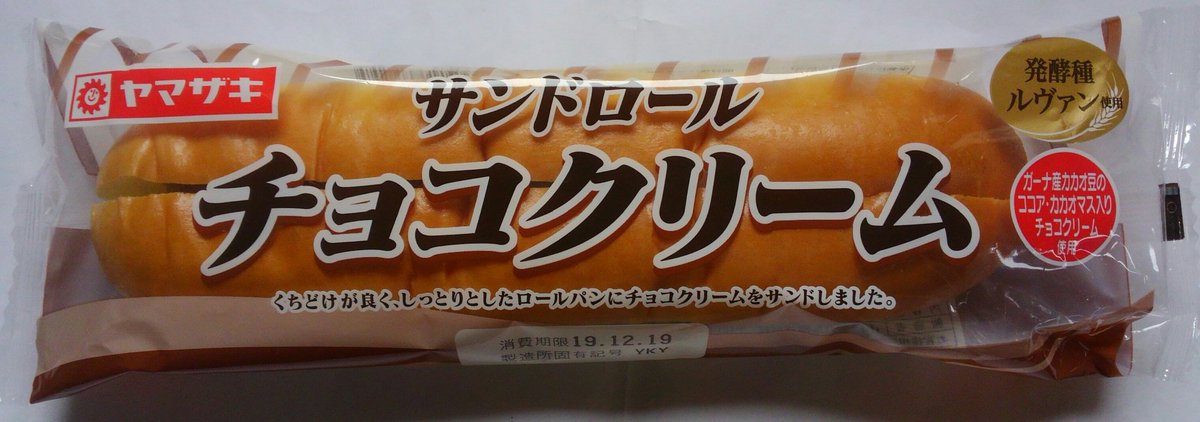 ヤマザキ
サンドロール
チョコクリーム
発酵種
ルヴァン使用
ガーナ産カカオ豆の
ココア・カカオマス入り
チョコクリーム
使用
くちどけが良く、しっとりとしたロールパンにチョコクリームをサンドしました。
消費期限19.12.19
製造所固有記号 YKY